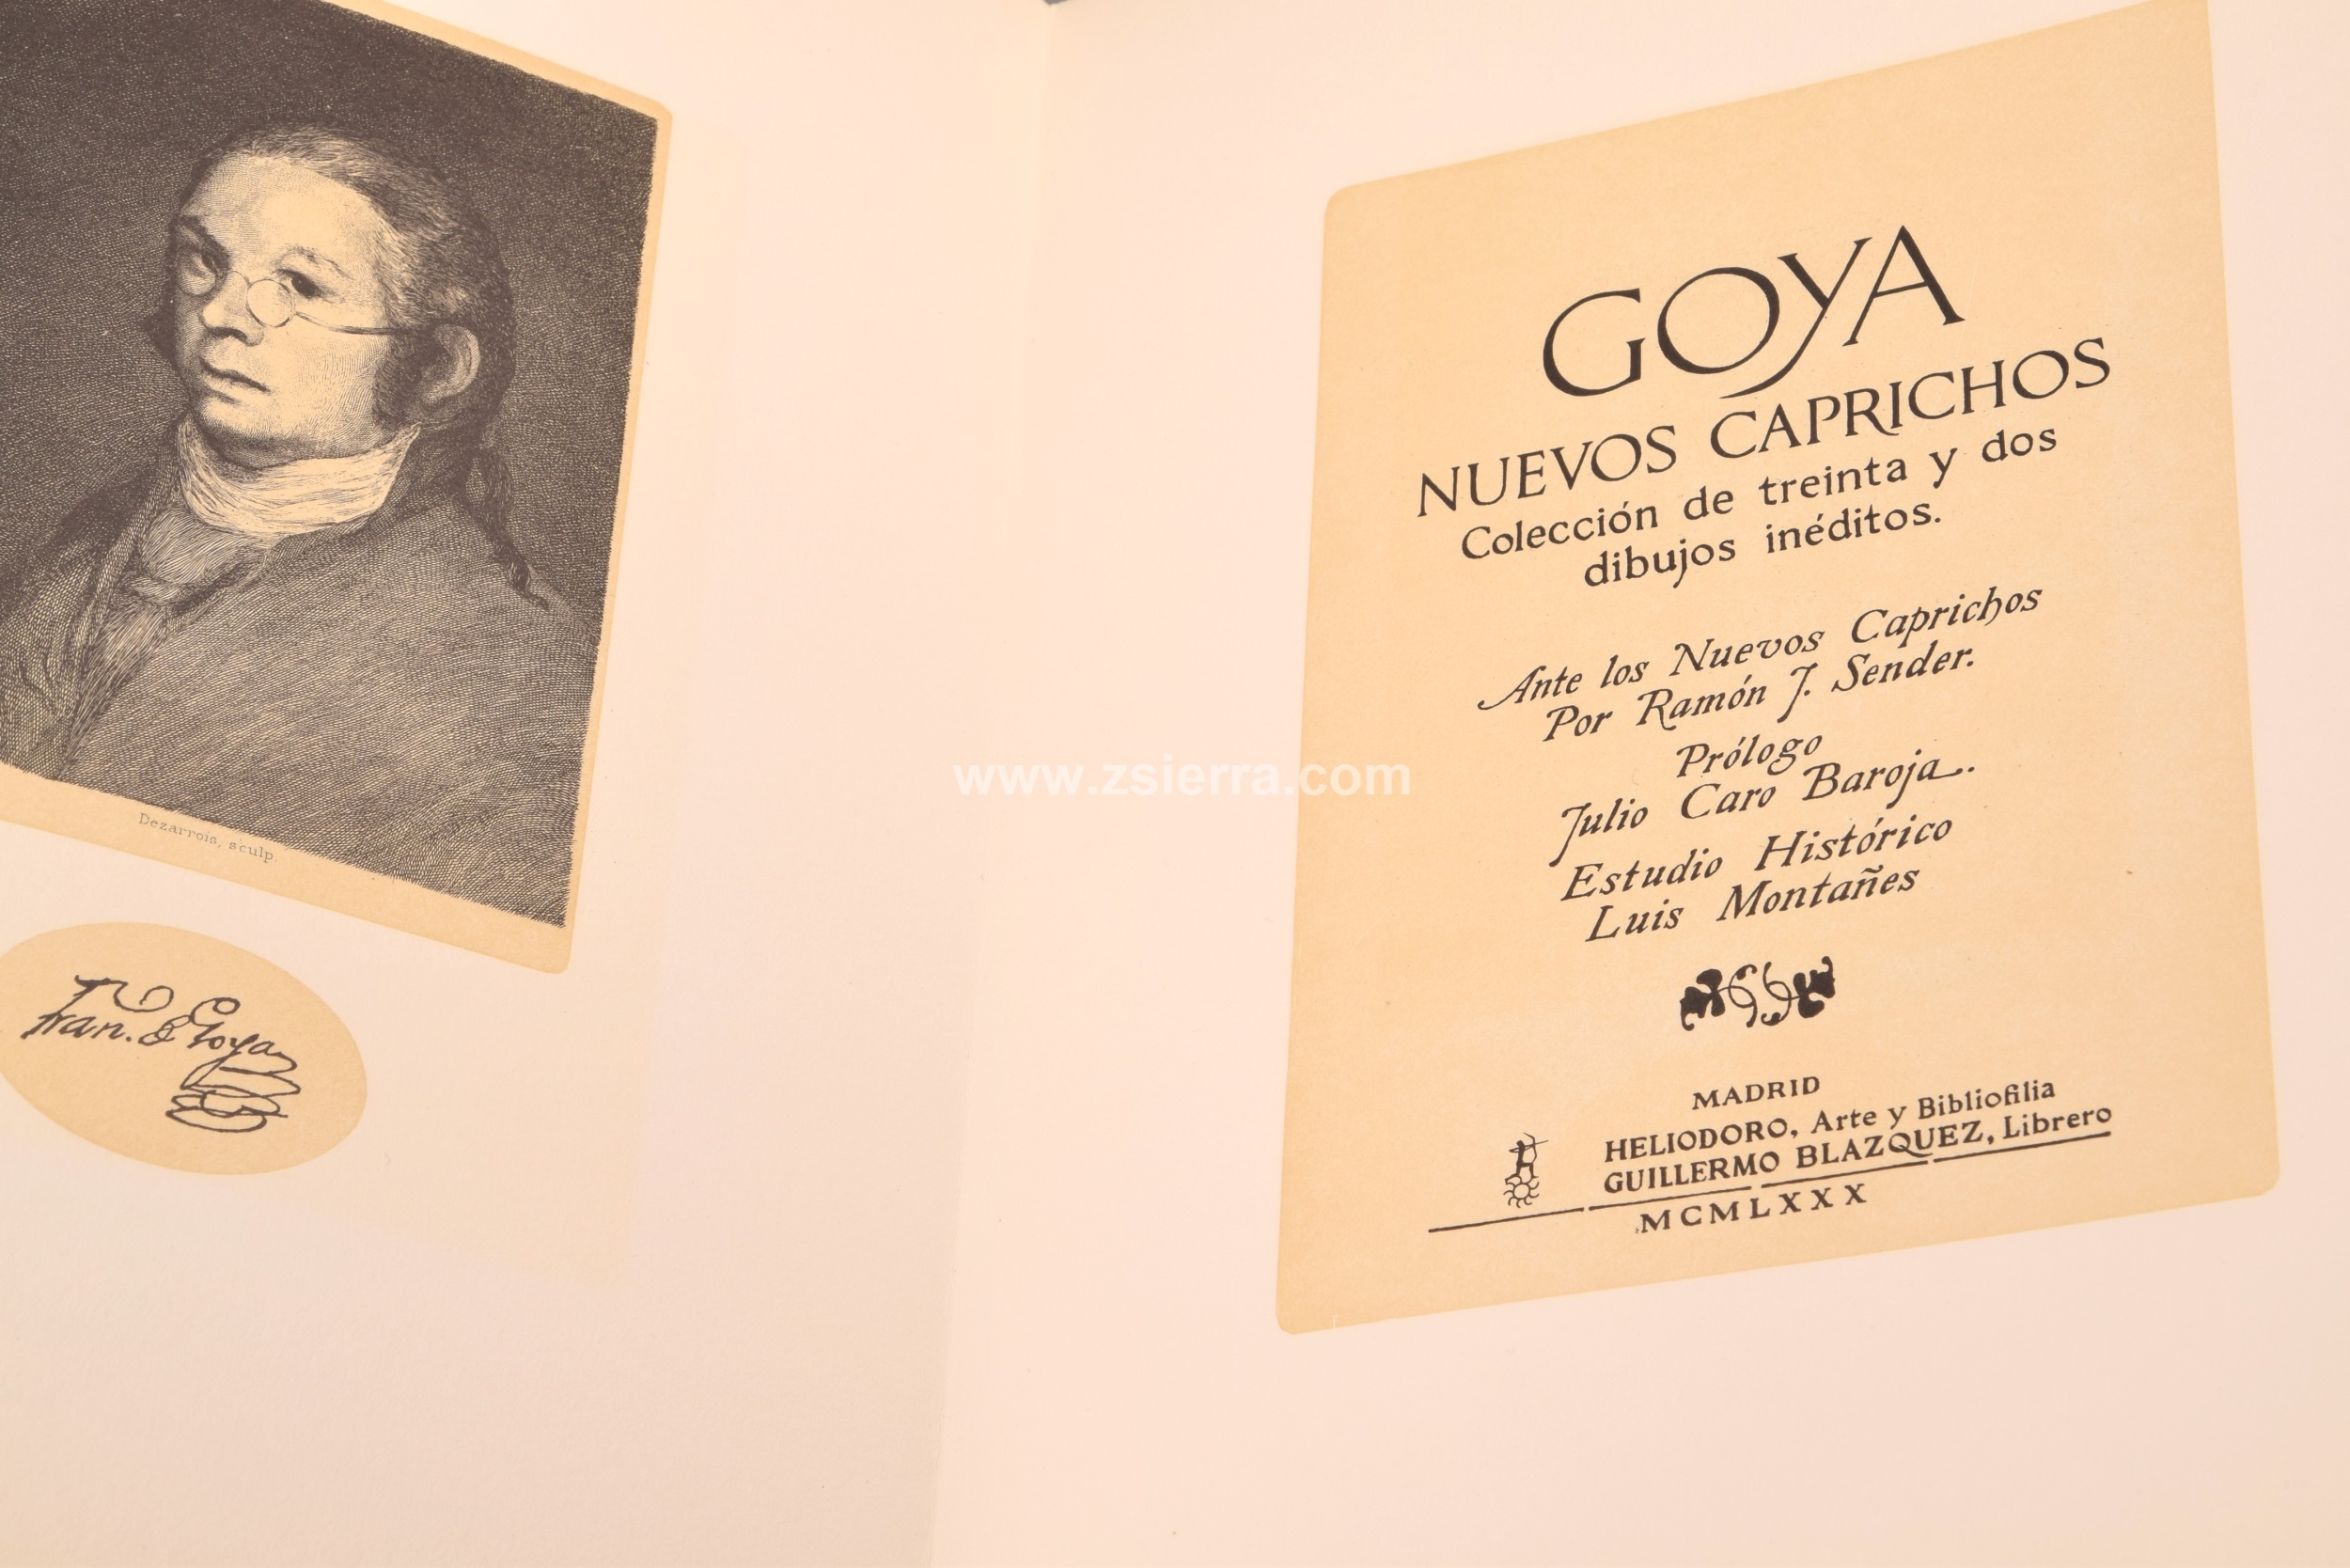 Dezarrois, sculp.
Fran. Goya
GOYA
NUEVOS CAPRICHOS
Colección de treinta y dos
dibujos inéditos.
Ante los Nuevos Caprichos
Por Ramón J. Sender.
Prólogo
Julio Caro Baroja.
Estudio Histórico
Luis Montañes
MADRID
HELIODORO, Arte y Bibliofilia
GUILLERMO BLAZQUEZ, Librero
MCMLXXX
www.zsierra.com